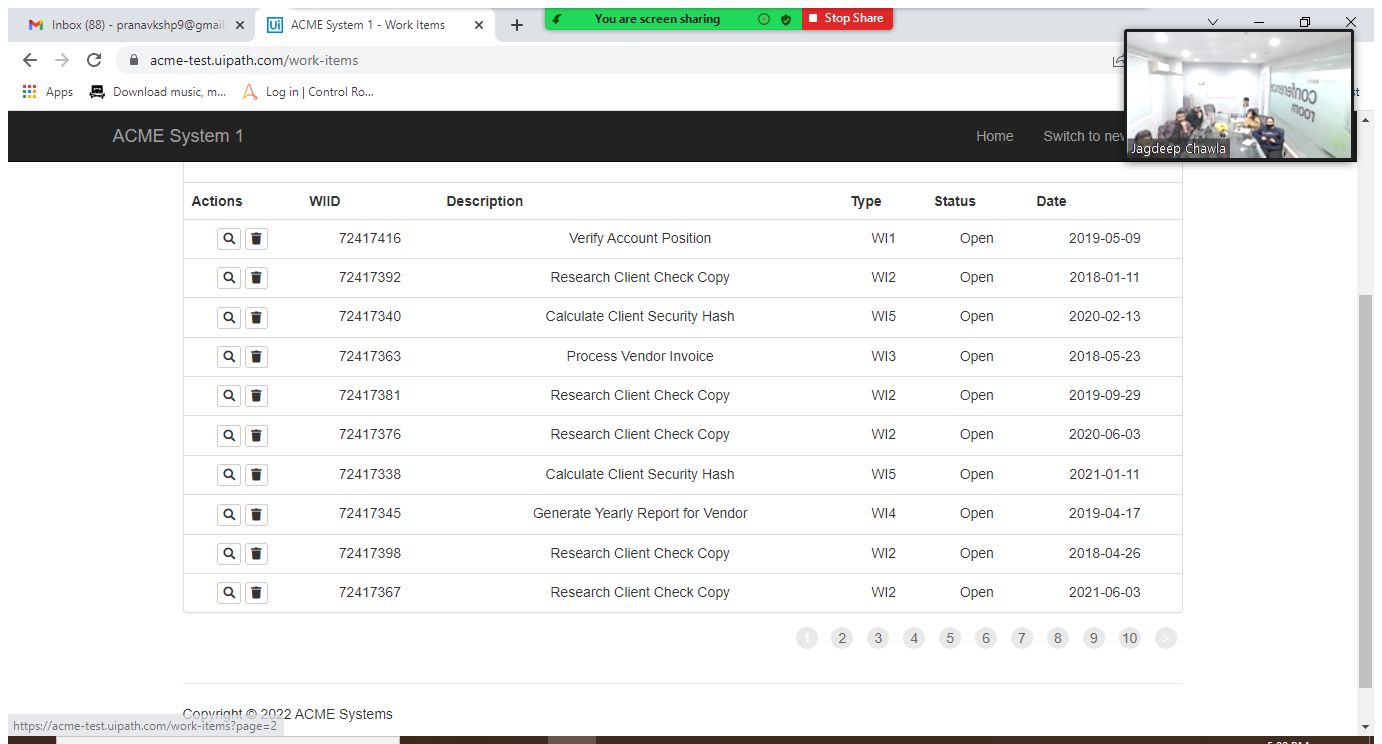 Inbox (88) - pranavkshp9@gmail
ACME System 1 - Work Items
You are screen sharing
Stop Share
acme-test.uipath.com/work-items
Apps
Download music, m...
Log in | Control Ro...
ACME System 1
Home
Switch to new
conference
room
Jagdeep Chawla
Actions WIID Description Type Status Date
72417416 Verify Account Position WI1 Open 2019-05-09
72417392 Research Client Check Copy WI2 Open 2018-01-11
72417340 Calculate Client Security Hash WI5 Open 2020-02-13
72417363 Process Vendor Invoice WI3 Open 2018-05-23
72417381 Research Client Check Copy WI2 Open 2019-09-29
72417376 Research Client Check Copy WI2 Open 2020-06-03
72417338 Calculate Client Security Hash WI5 Open 2021-01-11
72417345 Generate Yearly Report for Vendor WI4 Open 2019-04-17
72417398 Research Client Check Copy WI2 Open 2018-04-26
72417367 Research Client Check Copy WI2 Open 2021-06-03
1 2 3 4 5 6 7 8 9 10 >
Copyright © 2022 ACME Systems
https://acme-test.uipath.com/work-items?page=2